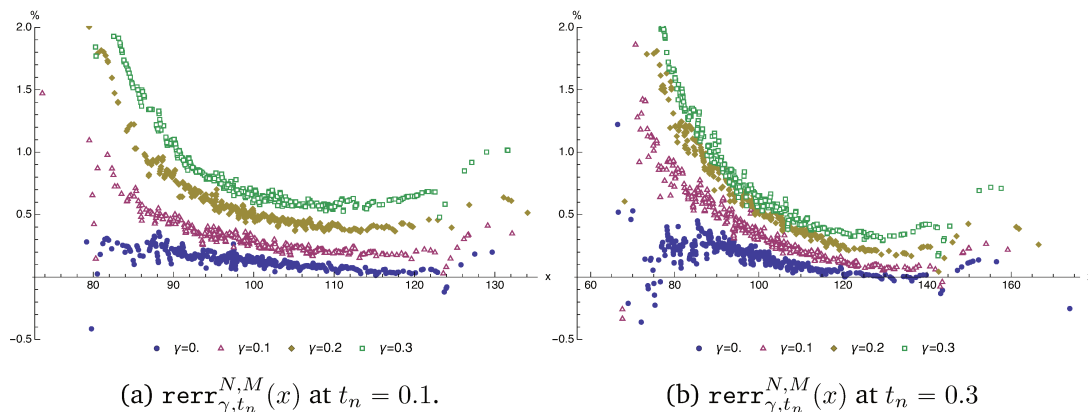 %
2.0
1.5
1.0
0.5
-0.5
80 90 100 110 120 130
x
γ=0. γ=0.1 γ=0.2 γ=0.3
(a) rerr^{N,M}_{γ,t_n}(x) at t_n = 0.1.
%
2.0
1.5
1.0
0.5
-0.5
60 80 100 120 140 160
γ=0. γ=0.1 γ=0.2 γ=0.3
(b) rerr^{N,M}_{γ,t_n}(x) at t_n = 0.3